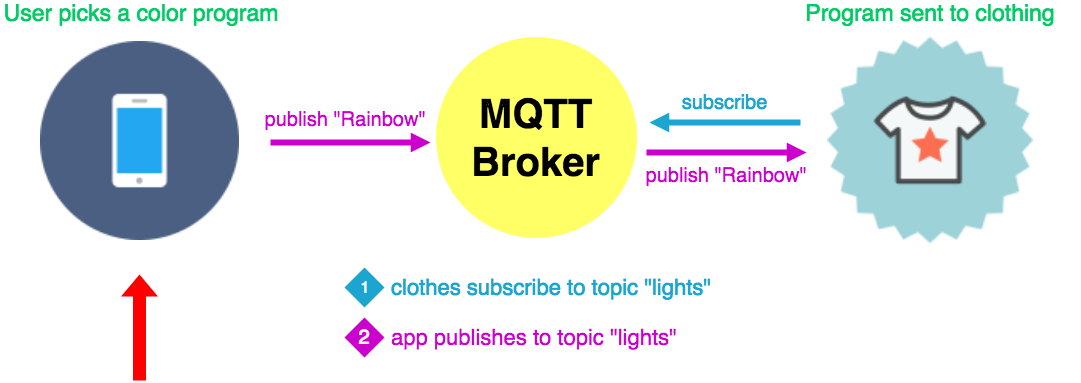 User picks a color program
Program sent to clothing
publish "Rainbow"
MQTT
Broker
subscribe
publish "Rainbow"
1 clothes subscribe to topic "lights"
2 app publishes to topic "lights"